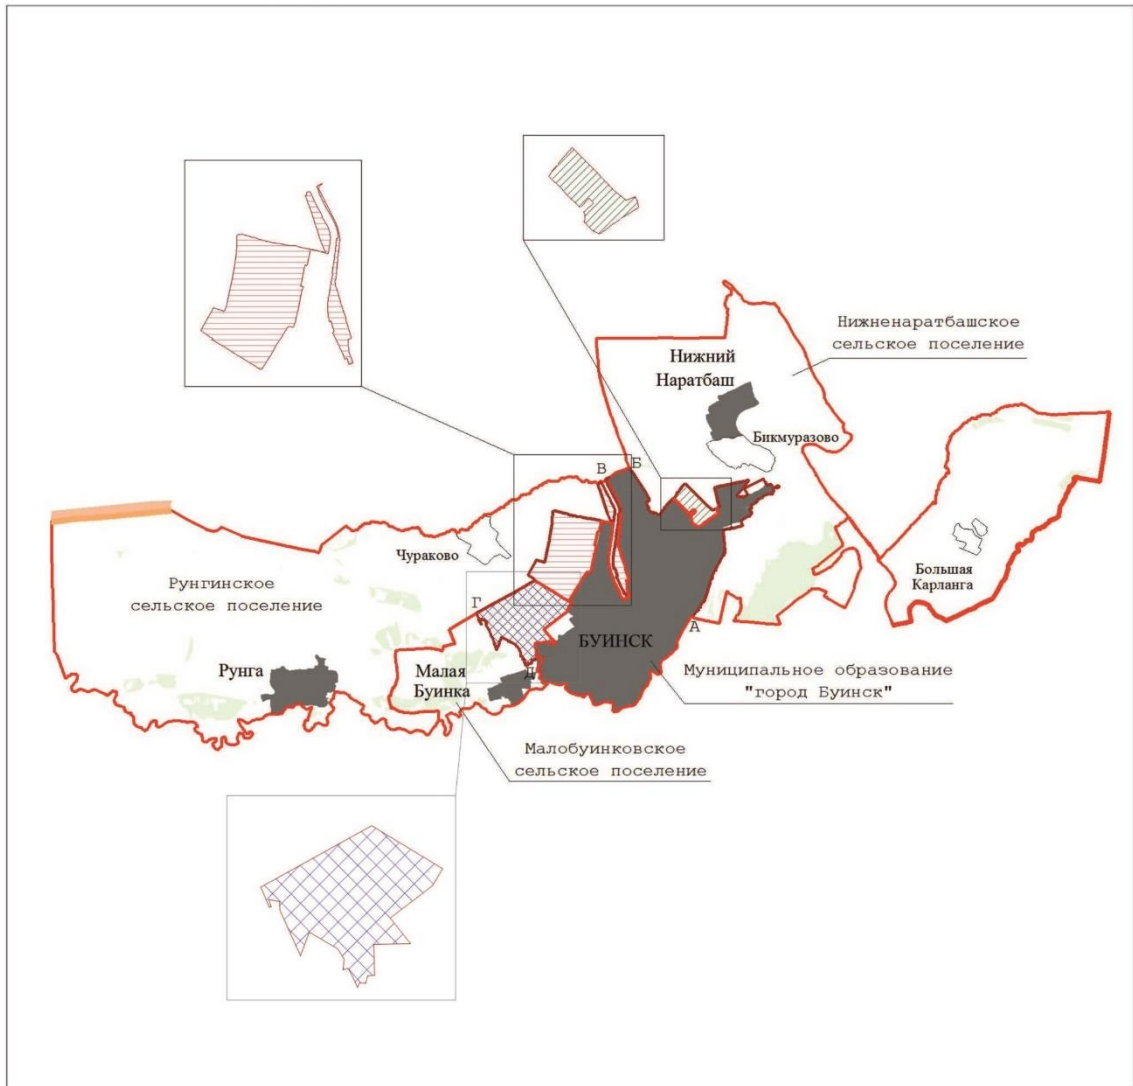 Нижненаратбашское
сельское поселение
Нижний
Наратбаш
Бикмуразово
В
Б
Чураково
Большая
Карланга
Рунгинское
сельское поселение
Г
А
БУИНСК
Рунга
Малая
Буинка
Д
Муниципальное образование
"город Буинск"
Малобуинковское
сельское поселение